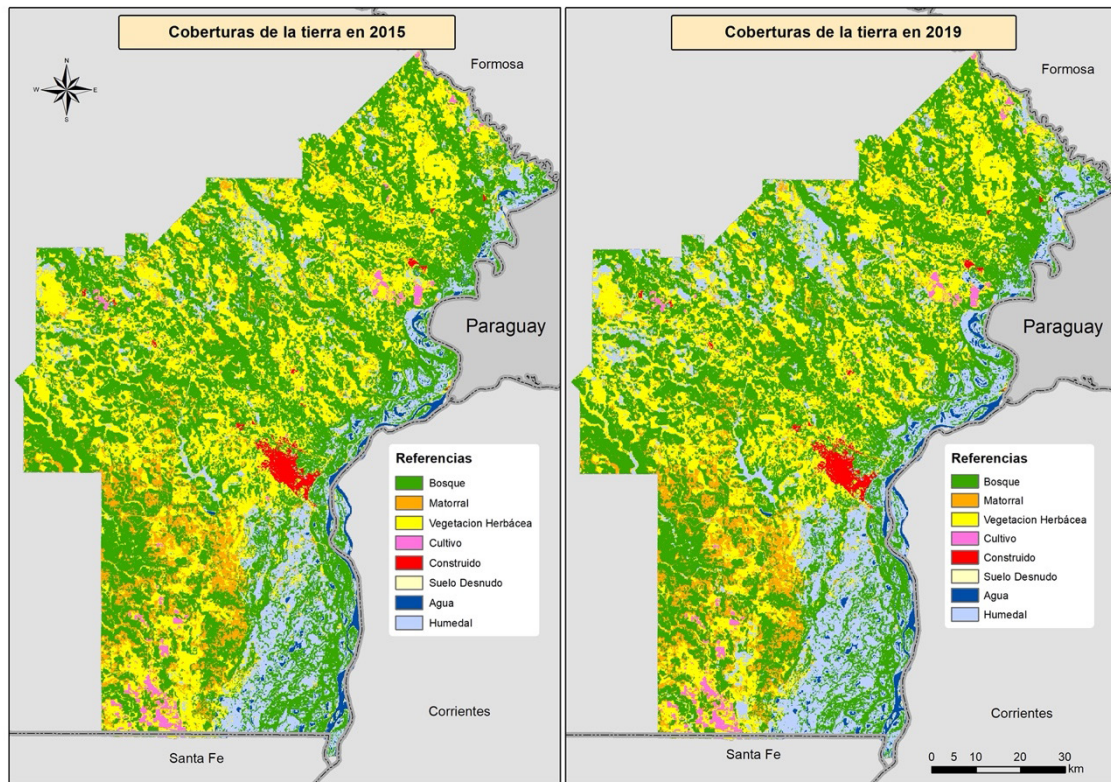 Coberturas de la tierra en 2015
N
W
E
S
Formosa
Paraguay
Referencias
Bosque
Matorral
Vegetacion Herbácea
Cultivo
Construido
Suelo Desnudo
Agua
Humedal
Corrientes
Santa Fe
Coberturas de la tierra en 2019
Formosa
Paraguay
Referencias
Bosque
Matorral
Vegetacion Herbácea
Cultivo
Construido
Suelo Desnudo
Agua
Humedal
Corrientes
Santa Fe
0 5 10 20 30
km